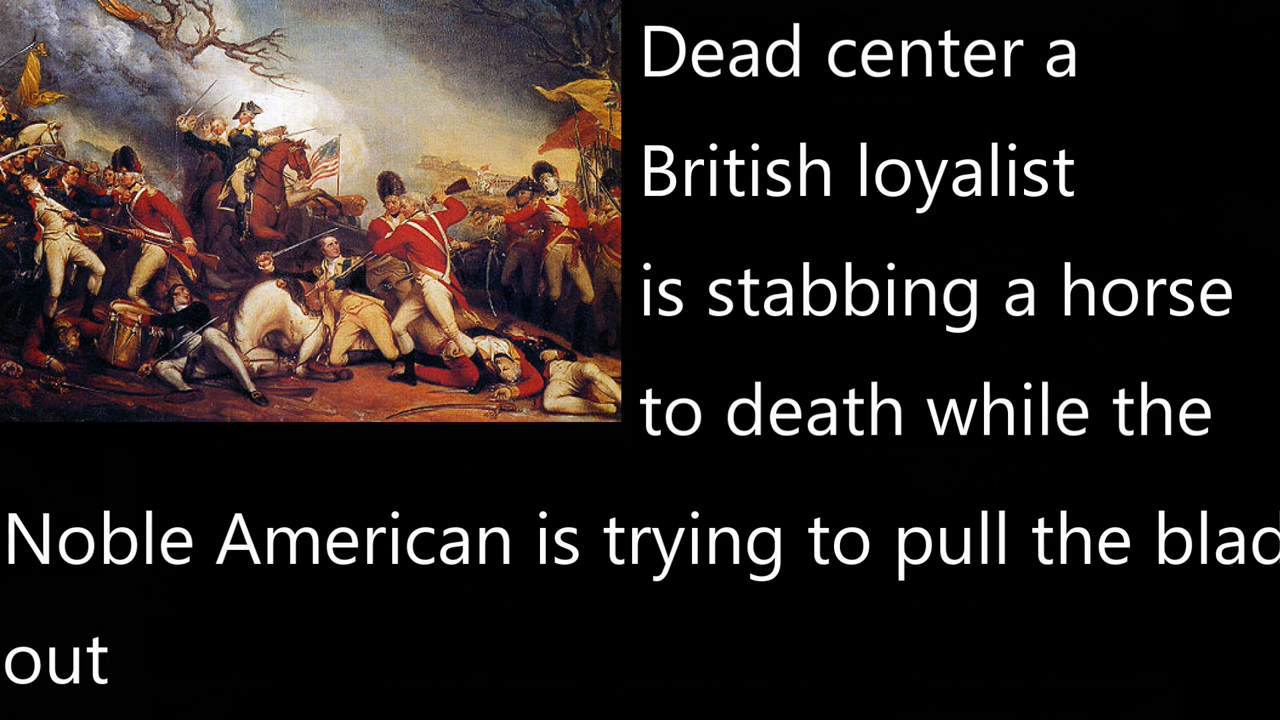 Dead center a
British loyalist
is stabbing a horse
to death while the
Noble American is trying to pull the blad
out